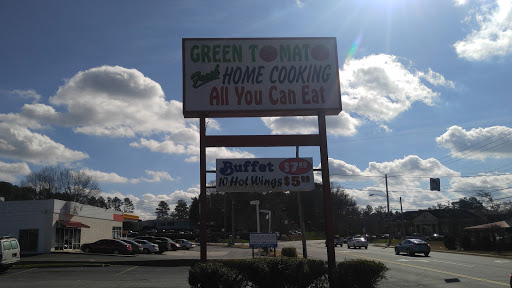 GREEN TOMATO
Fresh HOME COOKING
All You Can Eat
Buffet $7.99
10 Hot Wings $5.99